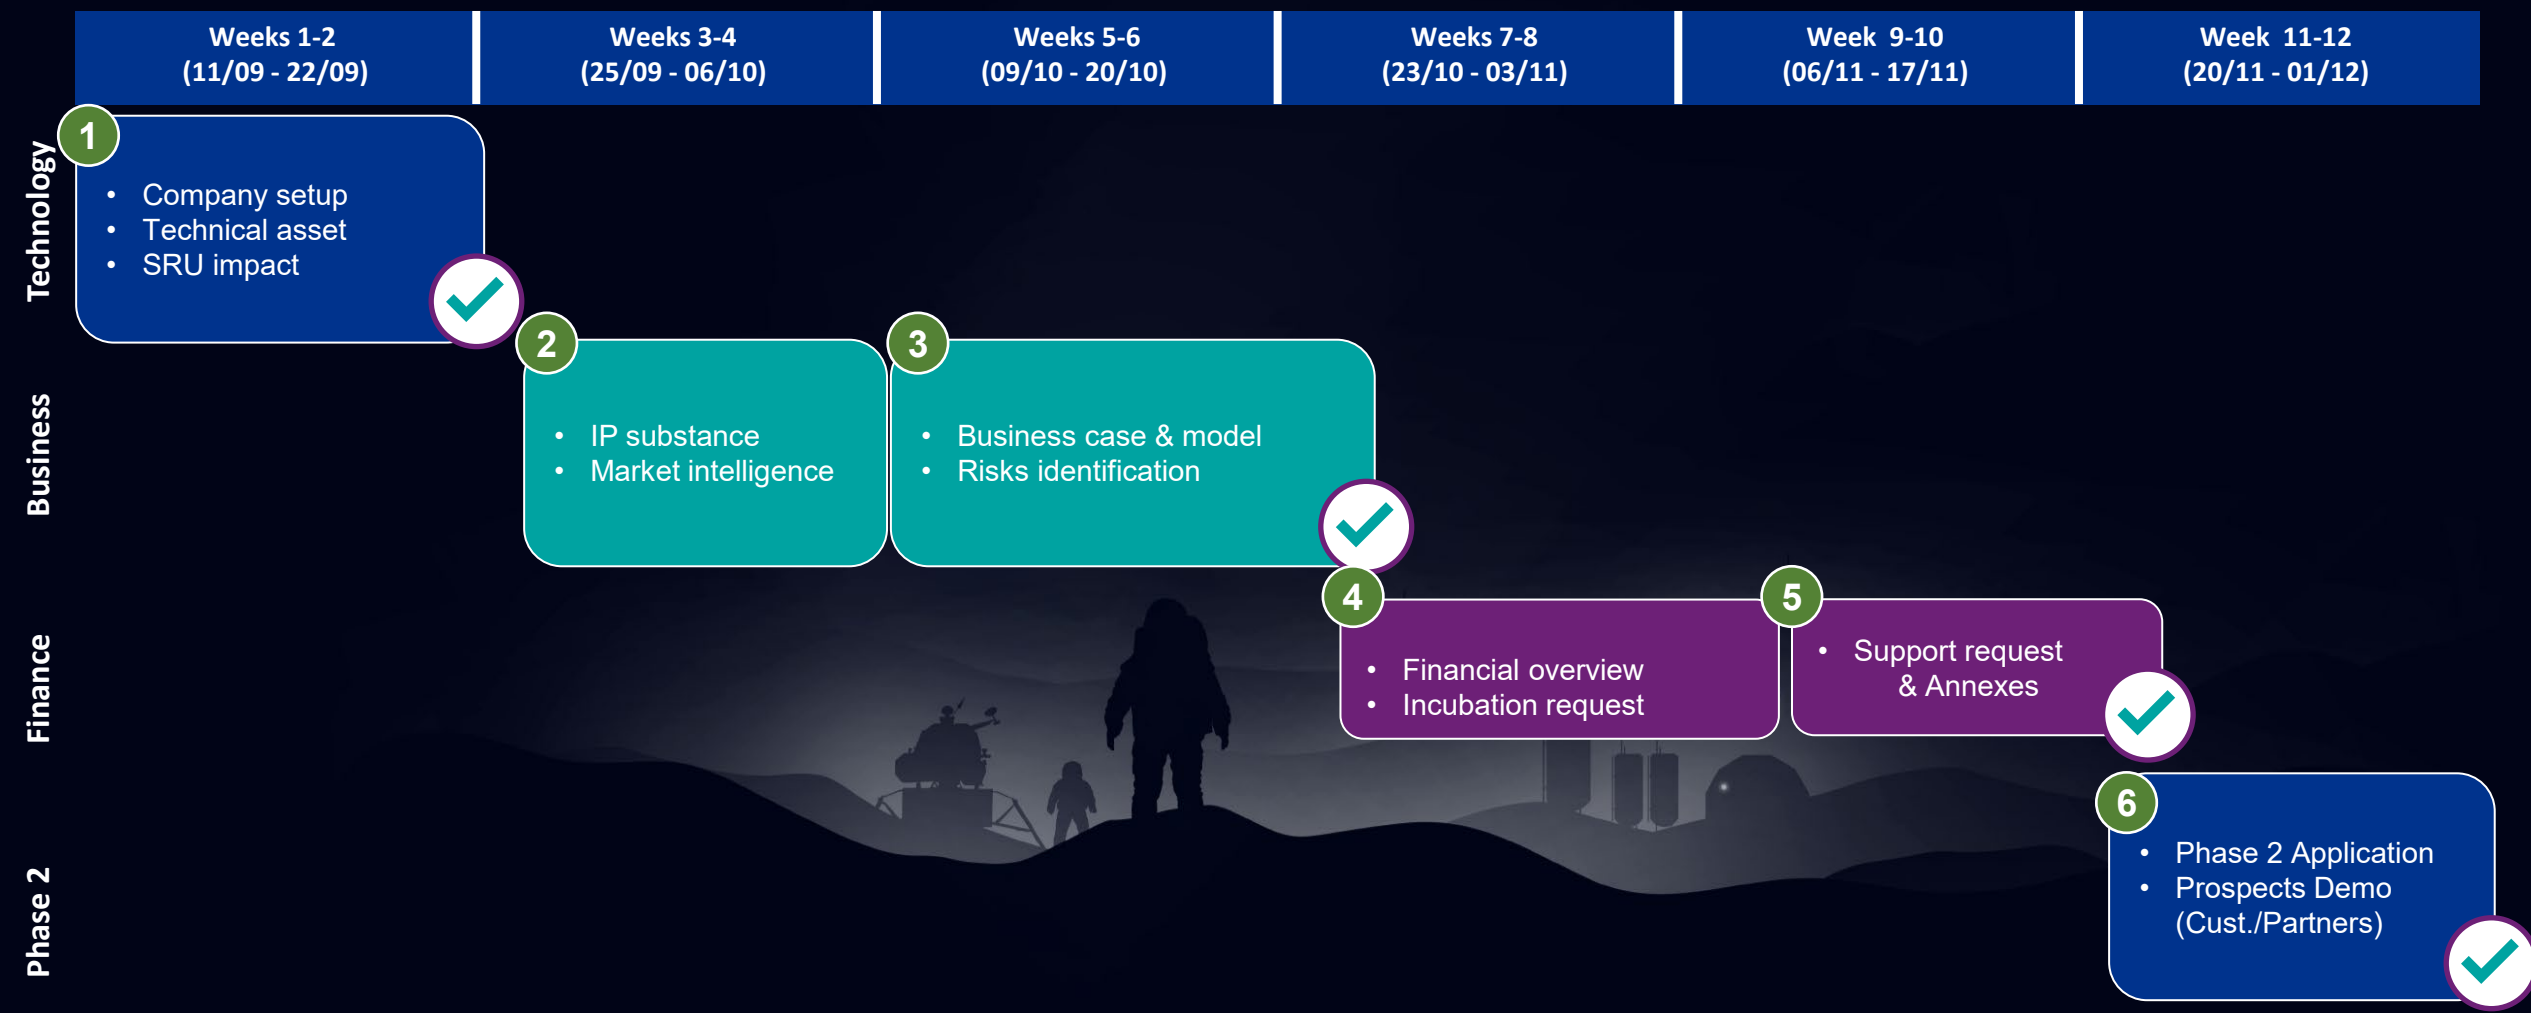 Weeks 1-2
(11/09 - 22/09)
Weeks 3-4
(25/09 - 06/10)
Weeks 5-6
(09/10 - 20/10)
Weeks 7-8
(23/10 - 03/11)
Week  9-10
(06/11 - 17/11)
Week  11-12
(20/11 - 01/12)
Technology
1
• Company setup
• Technical asset
• SRU impact
Business
2
• IP substance
• Market intelligence
3
• Business case & model
• Risks identification
Finance
4
• Financial overview
• Incubation request
5
• Support request
& Annexes
Phase 2
6
• Phase 2 Application
• Prospects Demo
(Cust./Partners)